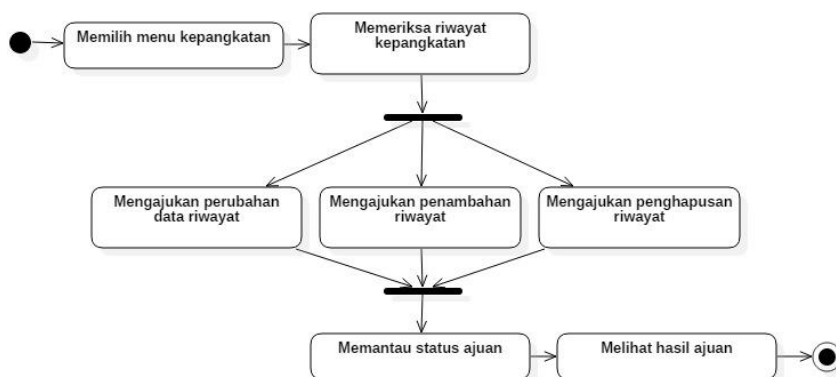 Memilih menu kepangkatan
Memeriksa riwayat
kepangkatan
Mengajukan perubahan
data riwayat
Mengajukan penambahan
riwayat
Mengajukan penghapusan
riwayat
Memantau status ajuan
Melihat hasil ajuan